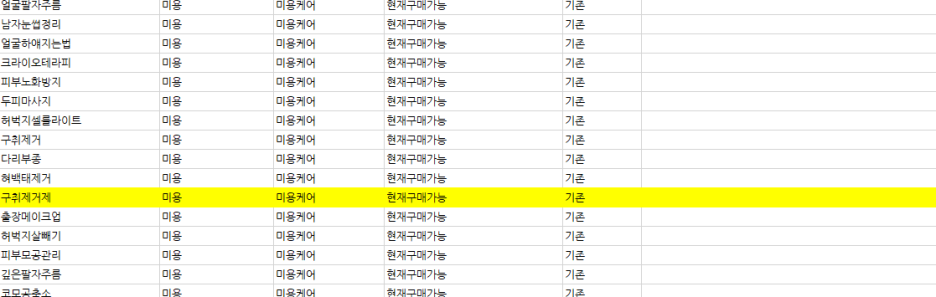 얼굴팔자주름 미용 미용케어 현재구매가능 기존
남자눈썹정리 미용 미용케어 현재구매가능 기존
얼굴하얘지는법 미용 미용케어 현재구매가능 기존
크라이오테라피 미용 미용케어 현재구매가능 기존
피부노화방지 미용 미용케어 현재구매가능 기존
두피마사지 미용 미용케어 현재구매가능 기존
허벅지셀룰라이트 미용 미용케어 현재구매가능 기존
구취제거 미용 미용케어 현재구매가능 기존
다리부종 미용 미용케어 현재구매가능 기존
혀백태제거 미용 미용케어 현재구매가능 기존
구취제거제 미용 미용케어 현재구매가능 기존
출장메이크업 미용 미용케어 현재구매가능 기존
허벅지살빼기 미용 미용케어 현재구매가능 기존
피부모공관리 미용 미용케어 현재구매가능 기존
깊은팔자주름 미용 미용케어 현재구매가능 기존
코모공축소 미용 미용케어 현재구매가능 기존